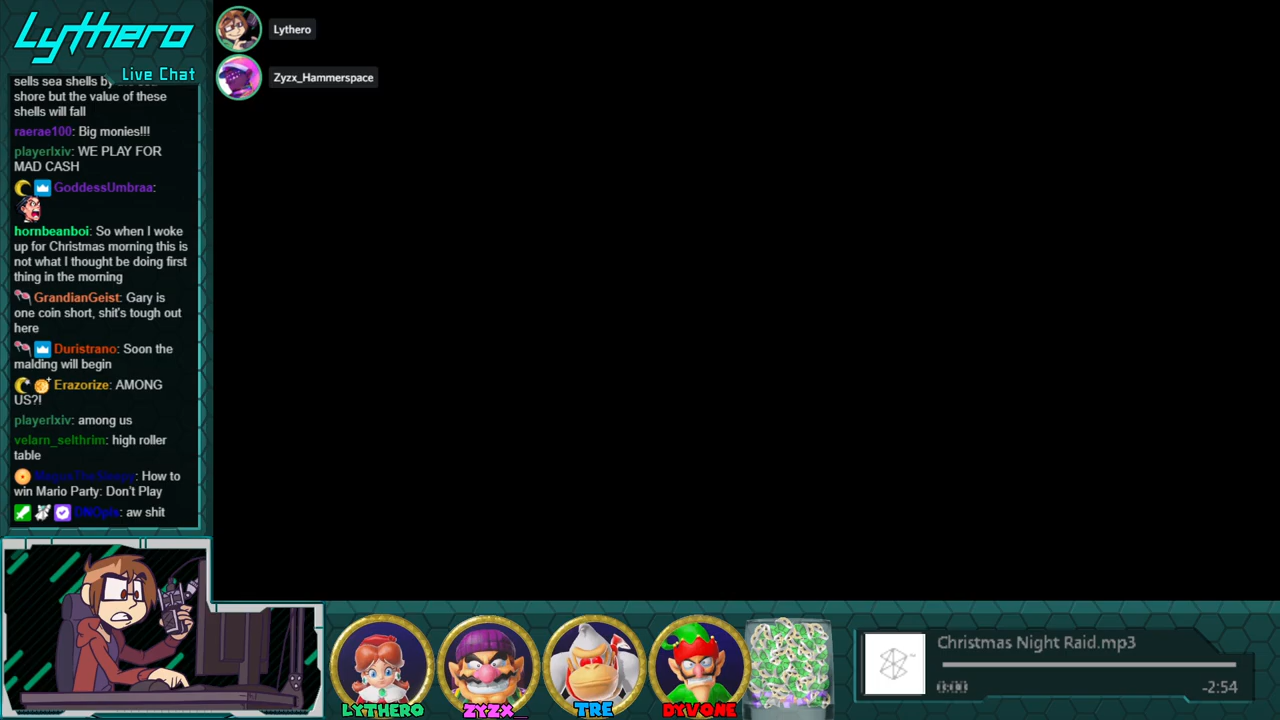 Lythero
Live Chat
sells sea shells by
shore but the value of these
shells will fall
raerae100: Big monies!!!
playerlxiv: WE PLAY FOR
MAD CASH
GoddessUmbraa:
hornbeanboi: So when I woke
up for Christmas morning this is
not what I thought be doing first
thing in the morning
GrandianGeist: Gary is
one coin short, shit's tough out
here
Duristrano: Soon the
malding will begin
Erazorize: AMONG
US?!
playerlxiv: among us
velarn_selthrim: high roller
table
: How to
win Mario Party: Don't Play
: aw shit
Lythero
Zyzx_Hammerspace
LYTHERO
ZYZX_
TRE
DYVONE
Christmas Night Raid.mp3
0:00
-2:54